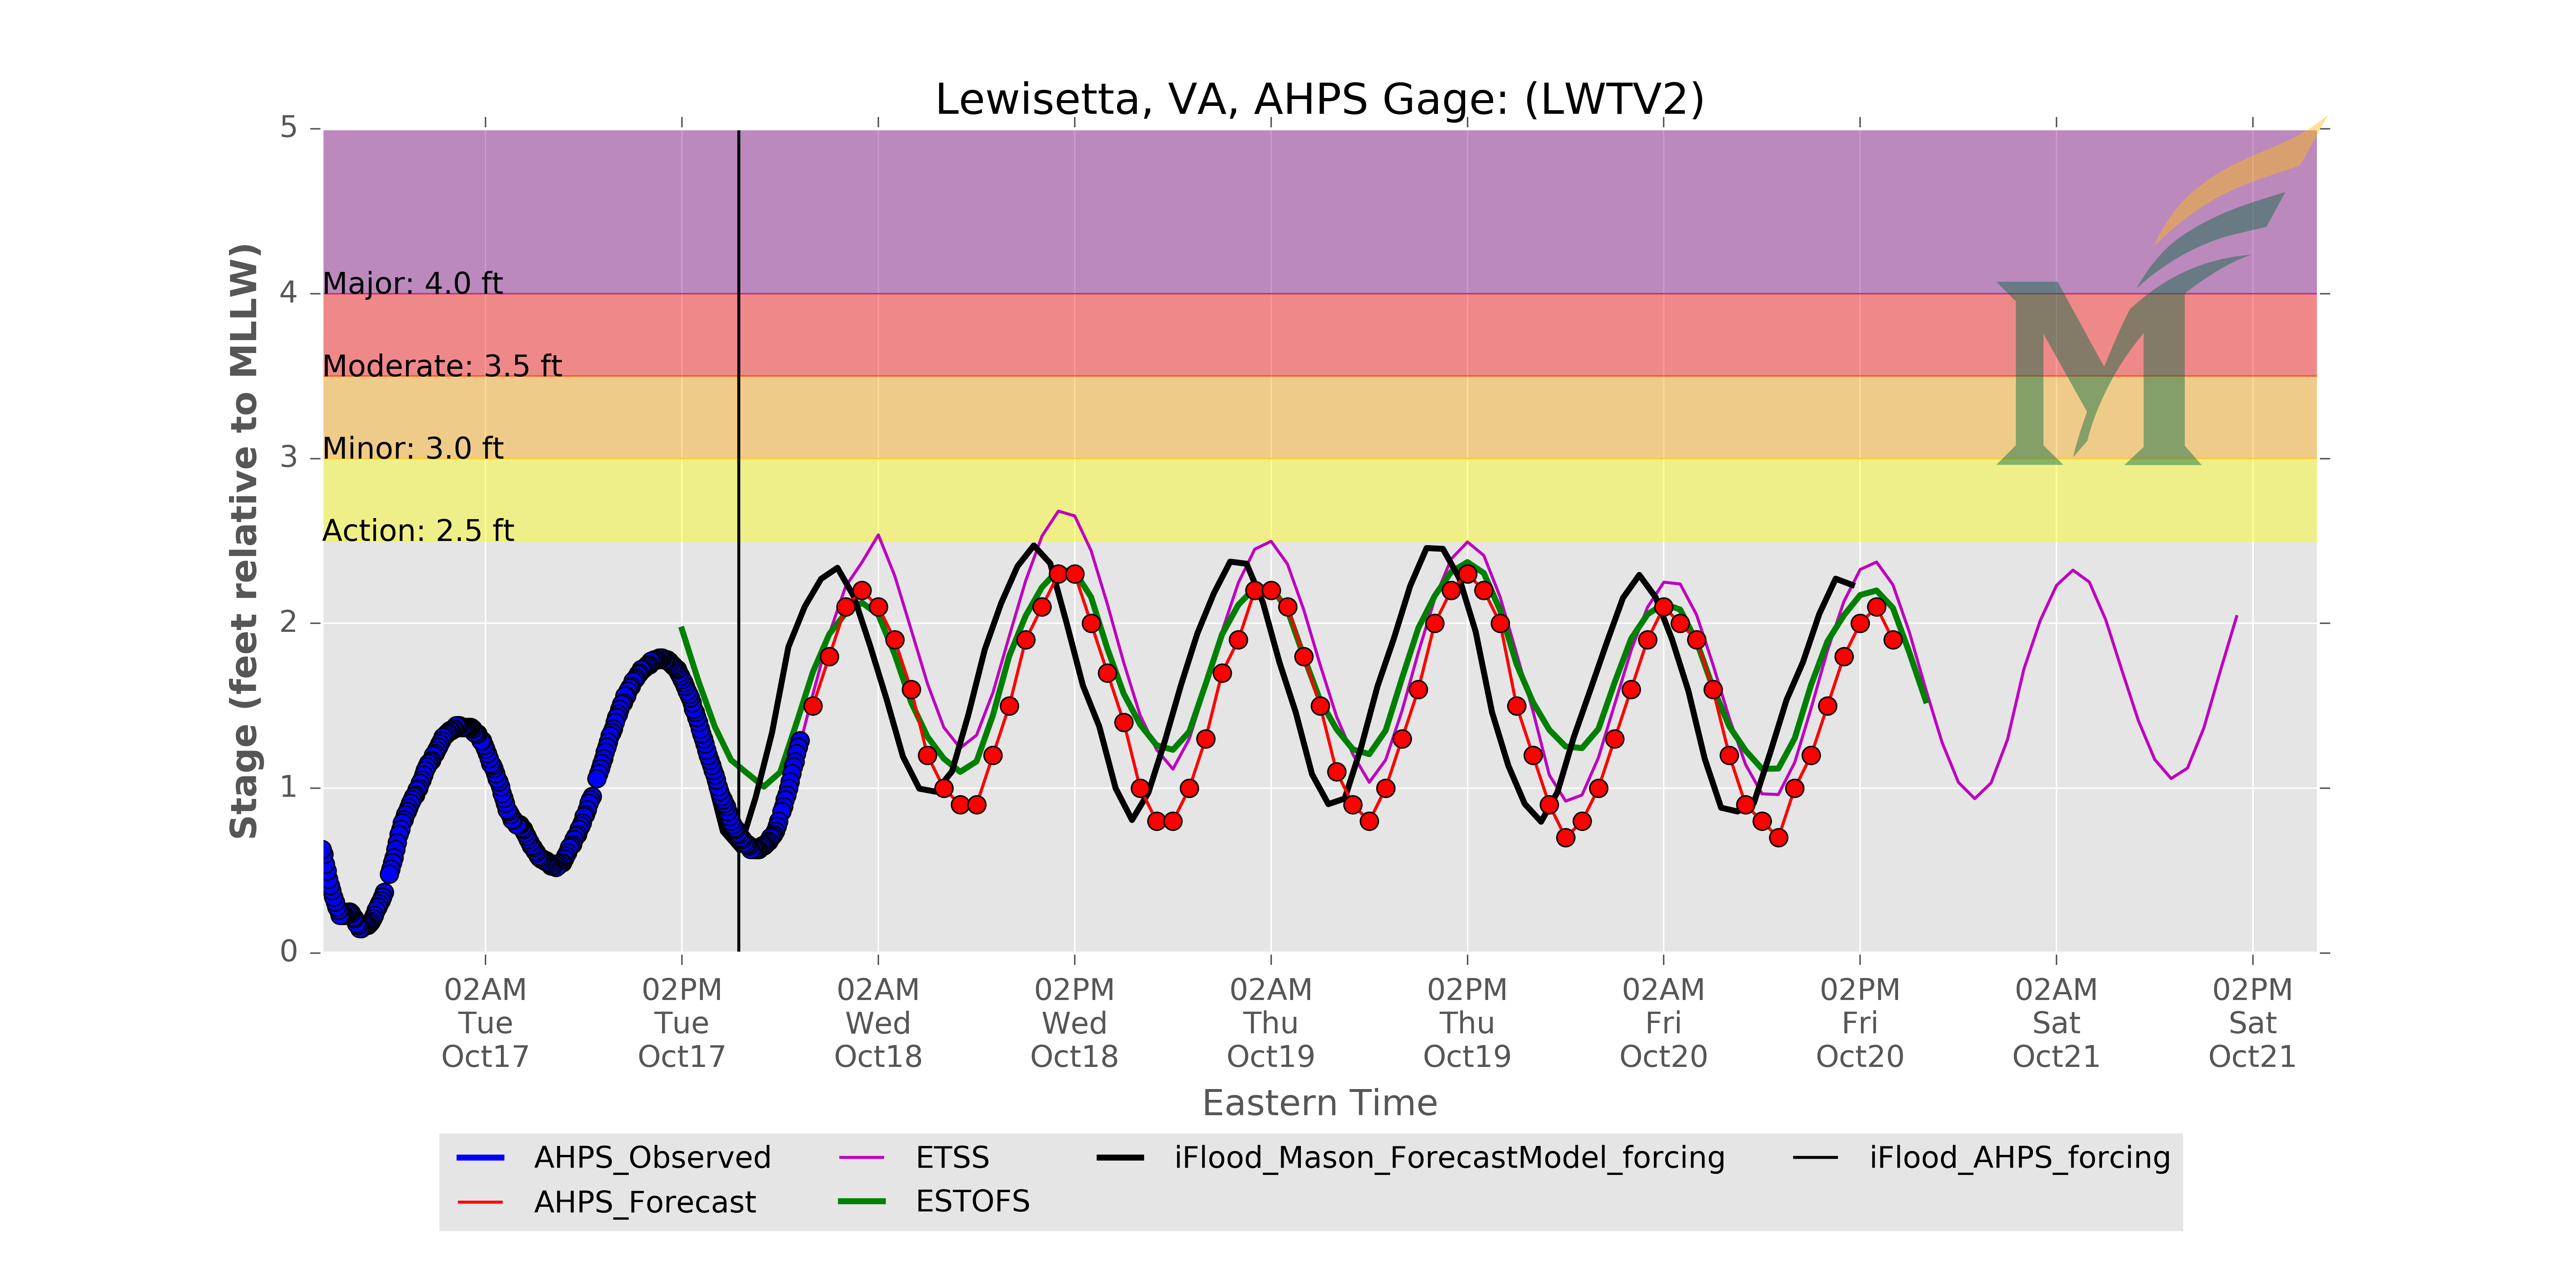 Lewisetta, VA, AHPS Gage: (LWTV2)
Stage (feet relative to MLLW)
5
4
3
2
1
0
Major: 4.0 ft
Moderate: 3.5 ft
Minor: 3.0 ft
Action: 2.5 ft
M
02AM 02PM 02AM 02PM 02AM 02PM 02AM 02PM 02AM 02PM
Tue Tue Wed Wed Thu Thu Fri Fri Sat Sat
Oct17 Oct17 Oct18 Oct18 Oct19 Oct19 Oct20 Oct20 Oct21 Oct21
Eastern Time
AHPS_Observed ETSS iFlood_Mason_ForecastModel_forcing iFlood_AHPS_forcing
AHPS_Forecast ESTOFS